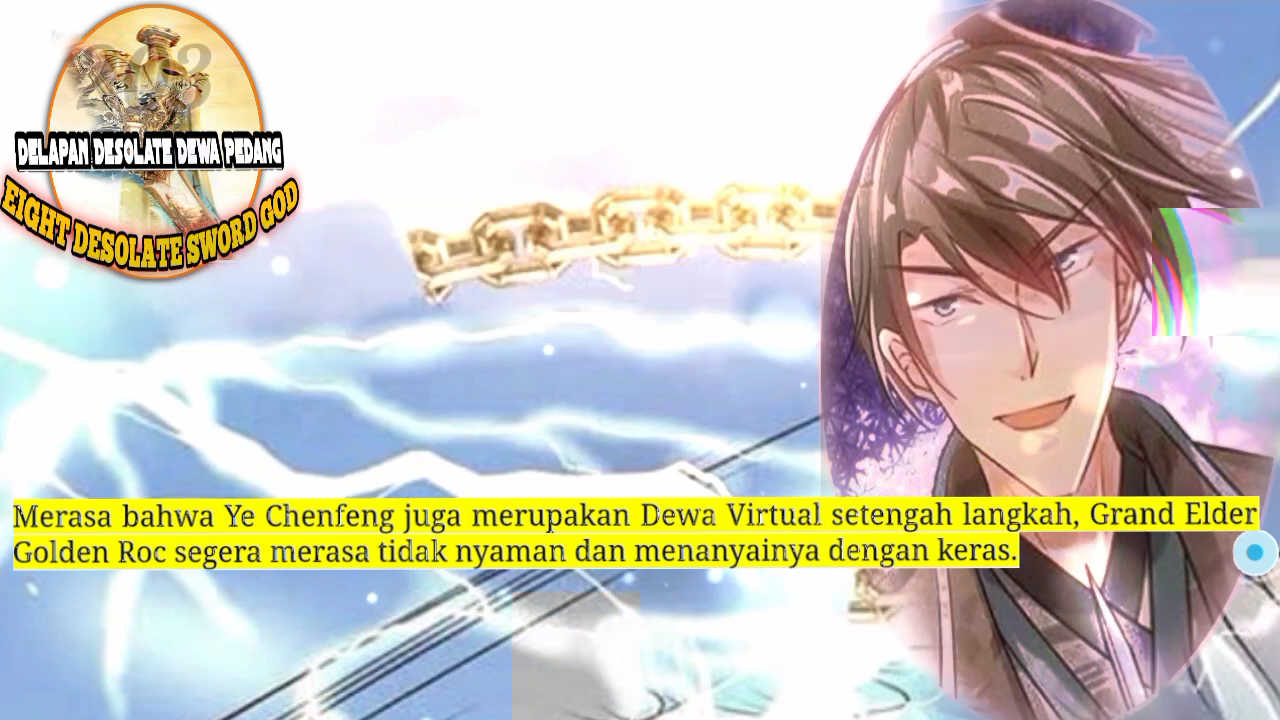 DELAPAN DESOLATE DEWA PEDANG
EIGHT DESOLATE SWORD GOD
Merasa bahwa Ye Chenfeng juga merupakan Dewa Virtual setengah langkah, Grand Elder
Golden Roc segera merasa tidak nyaman dan menanyainya dengan keras.